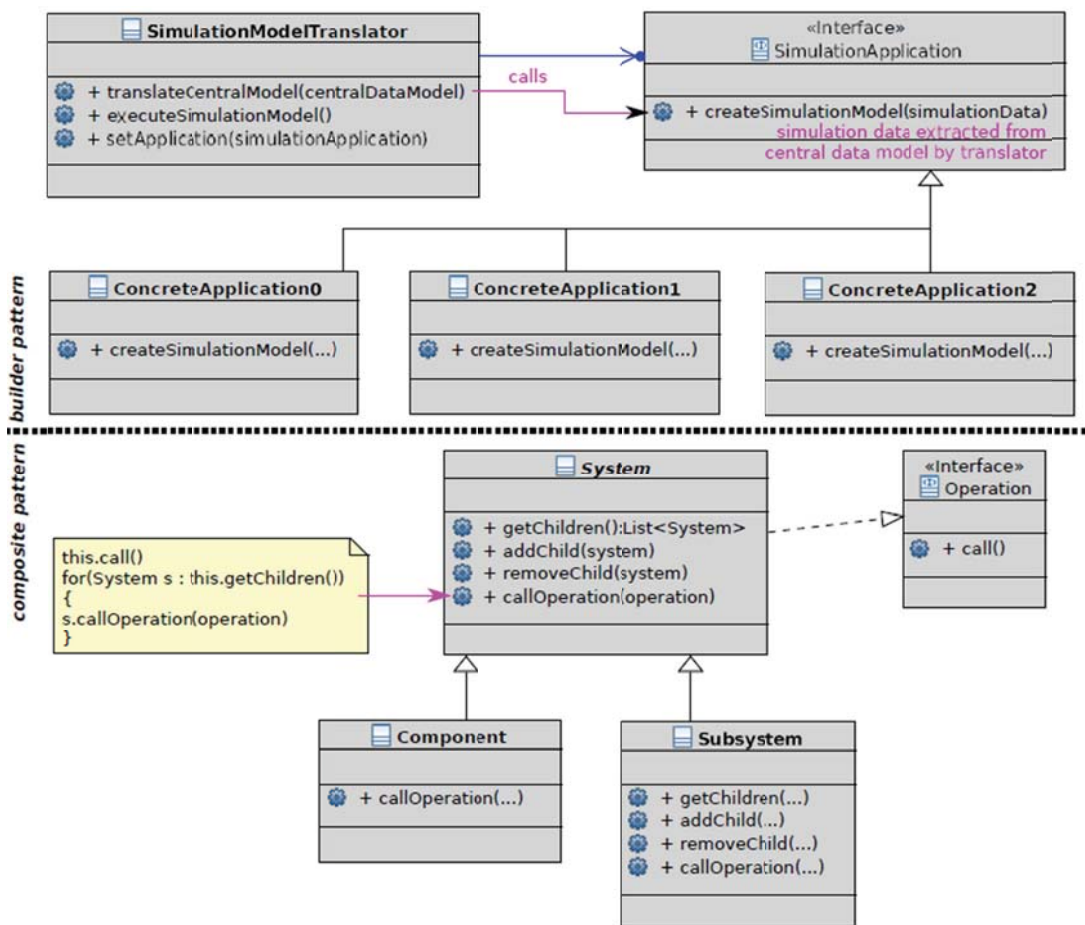 SimulationModelTranslator
+ translateCentralModel(centralDataModel)
+ executeSimulationModel()
+ setApplication(simulationApplication)
calls
«Interface»
SimulationApplication
+ createSimulationModel(simulationData)
simulation data extracted from
central data model by translator
builder pattern
ConcreteApplication0
+ createSimulationModel(...)
ConcreteApplication1
+ createSimulationModel(...)
ConcreteApplication2
+ createSimulationModel(...)
composite pattern
this.call()
for(System s : this.getChildren())
{
s.callOperation(operation)
}
System
+ getChildren():List<System>
+ addChild(system)
+ removeChild(system)
+ callOperation(operation)
«Interface»
Operation
+ call()
Component
+ callOperation(...)
Subsystem
+ getChildren(...)
+ addChild(...)
+ removeChild(...)
+ callOperation(...)